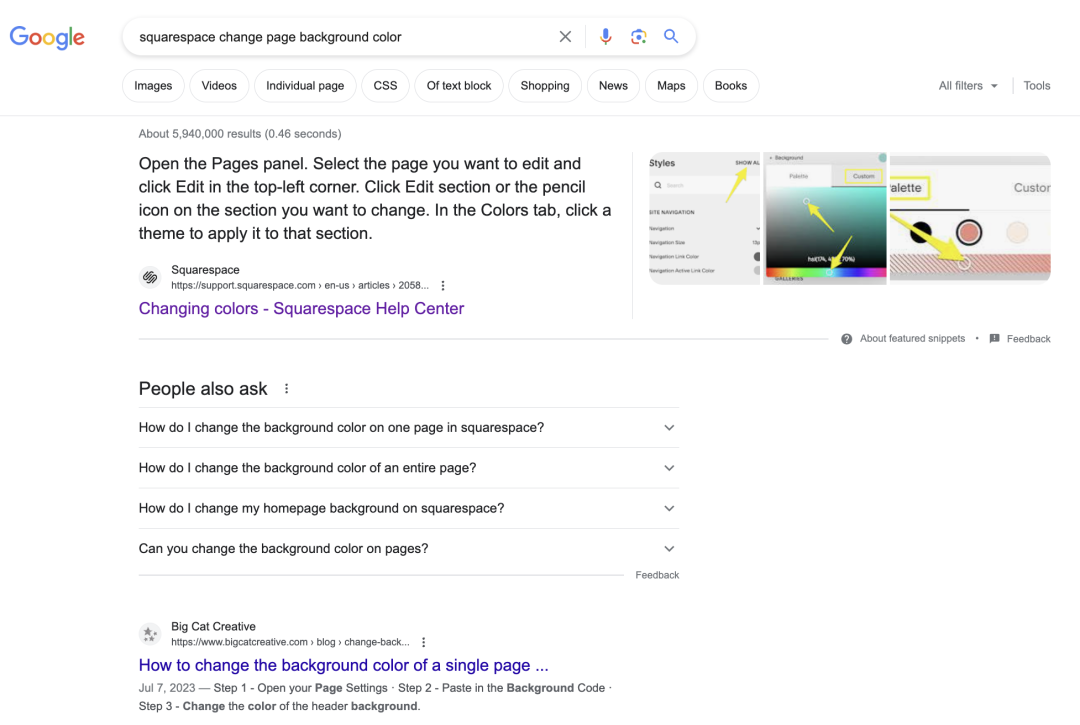 Google
squarespace change page background color
Images Videos Individual page CSS Of text block Shopping News Maps Books All filters Tools
About 5,940,000 results (0.46 seconds)
Open the Pages panel. Select the page you want to edit and
click Edit in the top-left corner. Click Edit section or the pencil
icon on the section you want to change. In the Colors tab, click a
theme to apply it to that section.
Squarespace
https://support.squarespace.com › en-us › articles › 2058...
Changing colors - Squarespace Help Center
Styles SHOW AL
Search
SITE NAVIGATION
Navigation
Navigation Size
Navigation Link Color
Navigation Active Link Color
Background
Palette Custom
hsl(174, 70%)
GALLERIES
alette Custor
About featured snippets • Feedback
People also ask
How do I change the background color on one page in squarespace?
How do I change the background color of an entire page?
How do I change my homepage background on squarespace?
Can you change the background color on pages?
Feedback
Big Cat Creative
https://www.bigcatcreative.com › blog › change-back...
How to change the background color of a single page ...
Jul 7, 2023 — Step 1 - Open your Page Settings · Step 2 - Paste in the Background Code ·
Step 3 - Change the color of the header background.